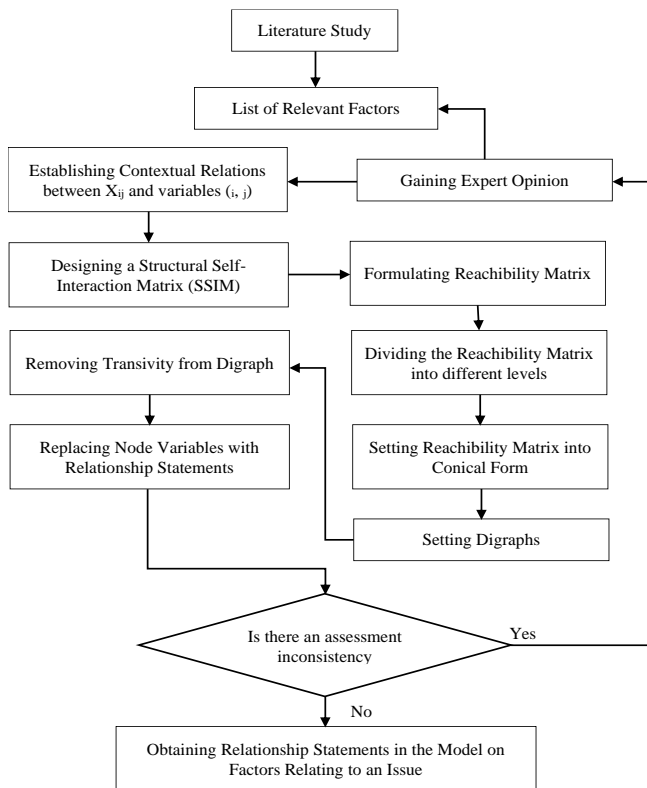 Literature Study
List of Relevant Factors
Establishing Contextual Relations
between Xij and variables (i, j)
Gaining Expert Opinion
Designing a Structural Self-
Interaction Matrix (SSIM)
Formulating Reachibility Matrix
Removing Transivity from Digraph
Dividing the Reachibility Matrix
into different levels
Replacing Node Variables with
Relationship Statements
Setting Reachibility Matrix into
Conical Form
Setting Digraphs
Is there an assessment
inconsistency
Yes
No
Obtaining Relationship Statements in the Model on
Factors Relating to an Issue